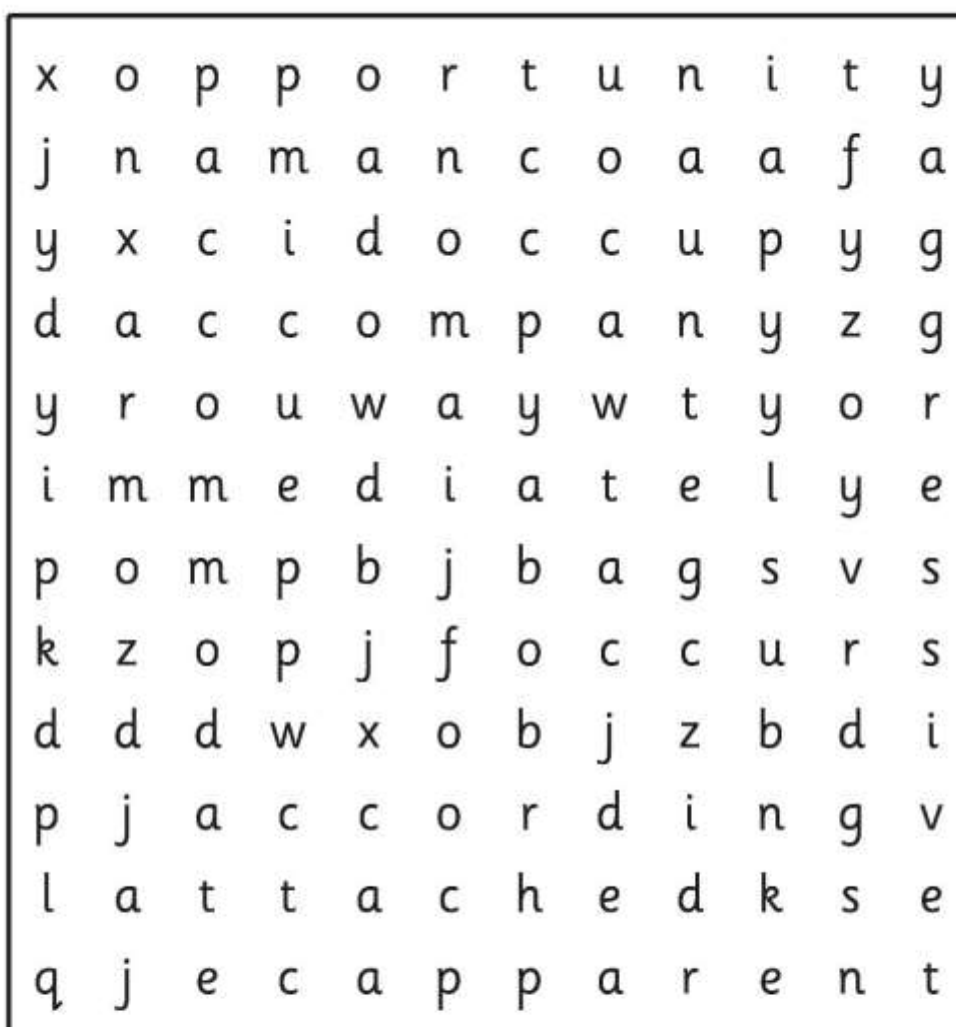 x o p p o r t u n i t y
j n a m a n c o a a f a
y x c i d o c c u p y g
d a c c o m p a n y z g
y r o u w a y w t y o r
i m m e d i a t e l y e
p o m p b j b a g s v s
k z o p j f o c c u r s
d d d w x o b j z b d i
p j a c c o r d i n g v
l a t t a c h e d k s e
q j e c a p p a r e n t